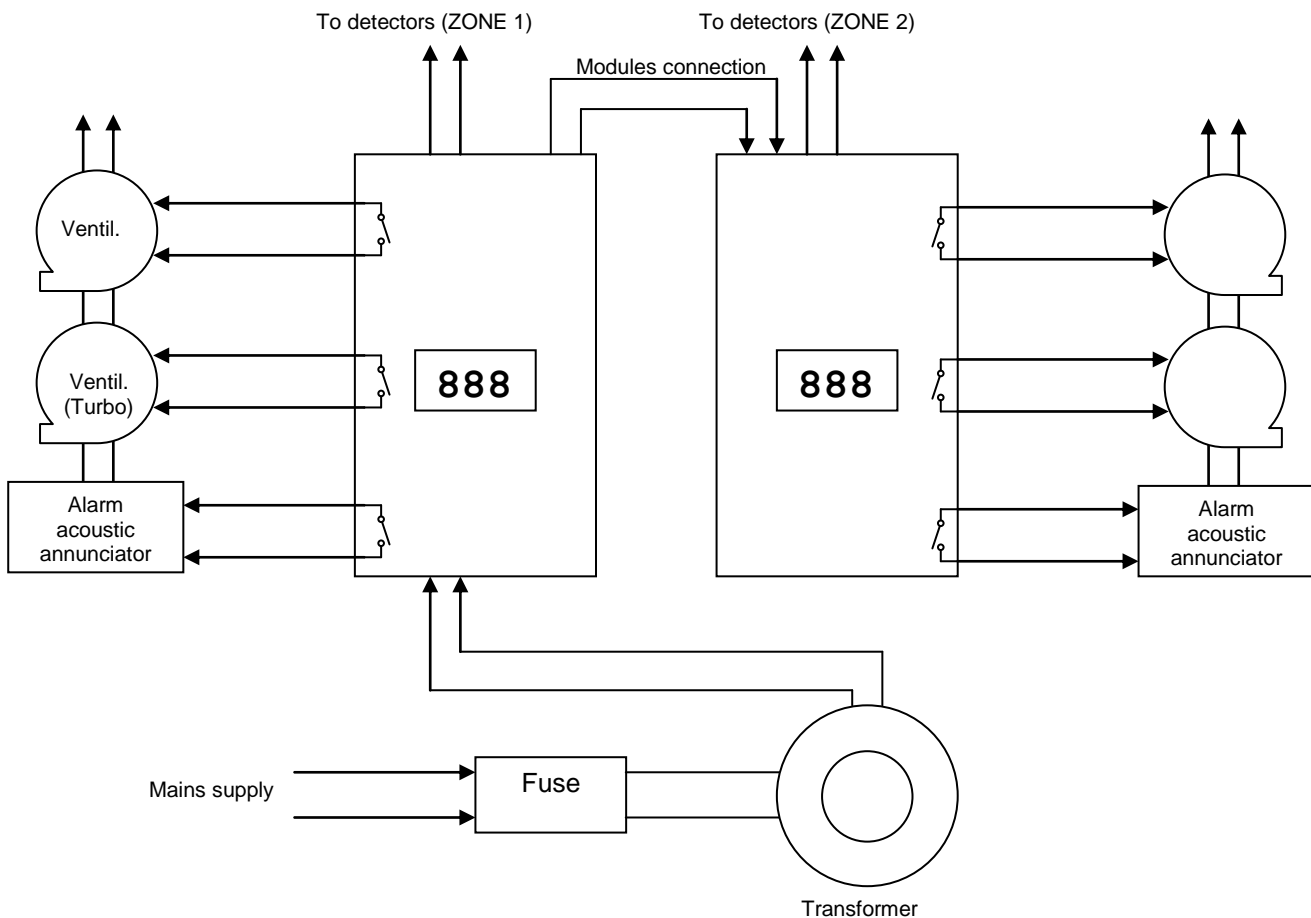 To detectors (ZONE 1)
To detectors (ZONE 2)
Modules connection
Ventil.
Ventil.
(Turbo)
888
888
Alarm
acoustic
annunciator
Alarm
acoustic
annunciator
Mains supply
Fuse
Transformer